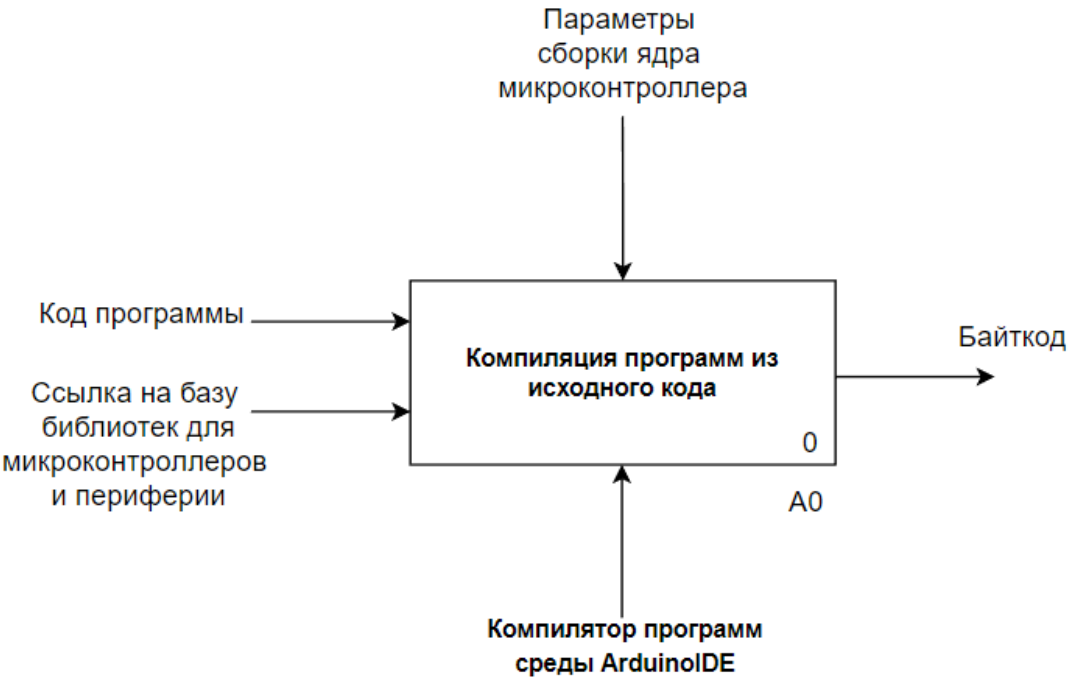 Параметры
сборки ядра
микроконтроллера
Код программы
Ссылка на базу
библиотек для
микроконтроллеров
и периферии
Компиляция программ из
исходного кода
0
Байткод
A0
Компилятор программ
среды ArduinoIDE